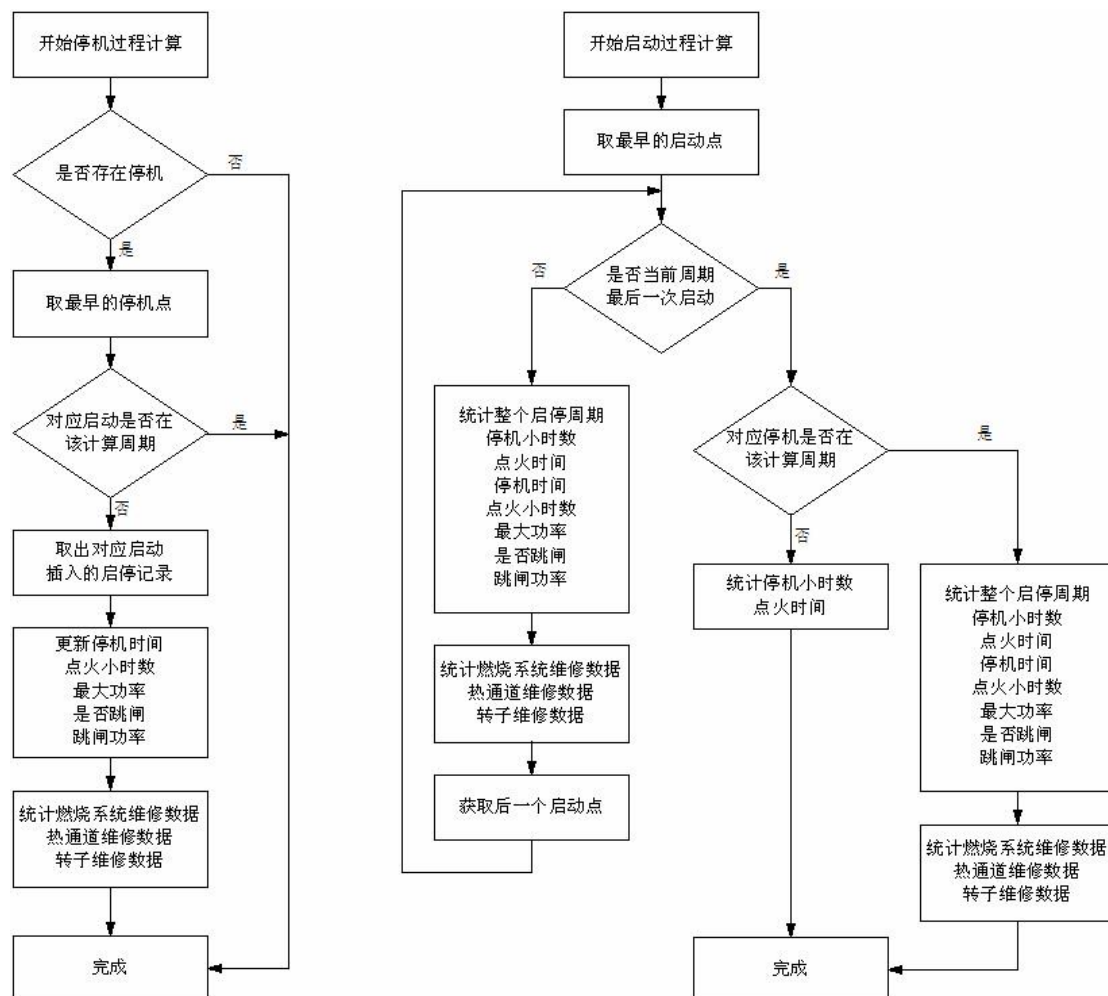 开始停机过程计算
是否存在停机
否
是
取最早的停机点
对应启动是否在
该计算周期
是
否
取出对应启动
插入的启停记录
更新停机时间
点火小时数
最大功率
是否跳闸
跳闸功率
统计燃烧系统维修数据
热通道维修数据
转子维修数据
完成
开始启动过程计算
取最早的启动点
是否当前周期
最后一次启动
否
是
统计整个启停周期
停机小时数
点火时间
停机时间
点火小时数
最大功率
是否跳闸
跳闸功率
统计燃烧系统维修数据
热通道维修数据
转子维修数据
获取后一个启动点
对应停机是否在
该计算周期
是
否
统计停机小时数
点火时间
统计整个启停周期
停机小时数
点火时间
停机时间
点火小时数
最大功率
是否跳闸
跳闸功率
统计燃烧系统维修数据
热通道维修数据
转子维修数据
完成